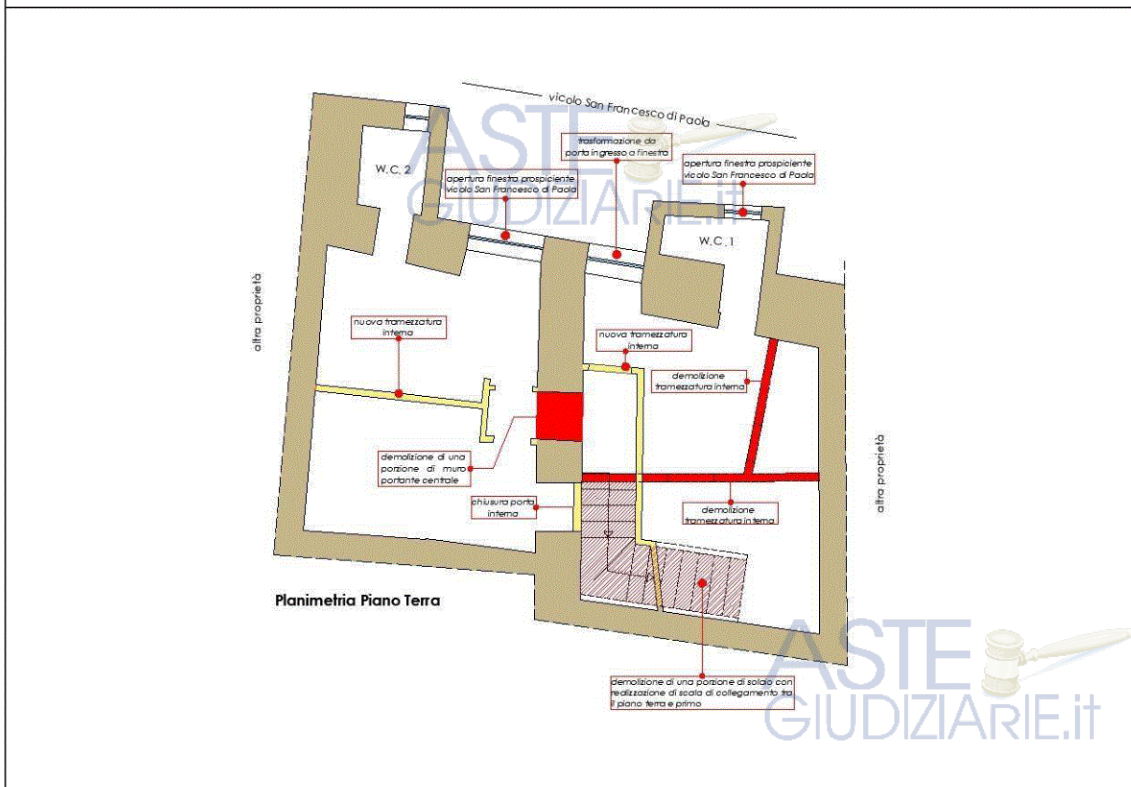 vicolo San Francesco di Paola
ASTE
GIUDIZIARIE.it
trasformazione da
porta ingresso a finestra
W.C. 2
apertura finestra prospiciente
vicolo San Francesco di Paola
apertura finestra prospiciente
vicolo San Francesco di Paola
W.C. 1
altra proprietà
nuova tramezzatura
interna
nuova tramezzatura
interna
demolizione
tramezzatura interna
demolizione di una
porzione di muro
portante centrale
altra proprietà
chiusura porta
interna
demolizione
tramezzatura interna
Planimetria Piano Terra
demolizione di una porzione di solaio con
realizzazione di scala di collegamento tra
il piano terra e primo
ASTE
GIUDIZIARIE.it